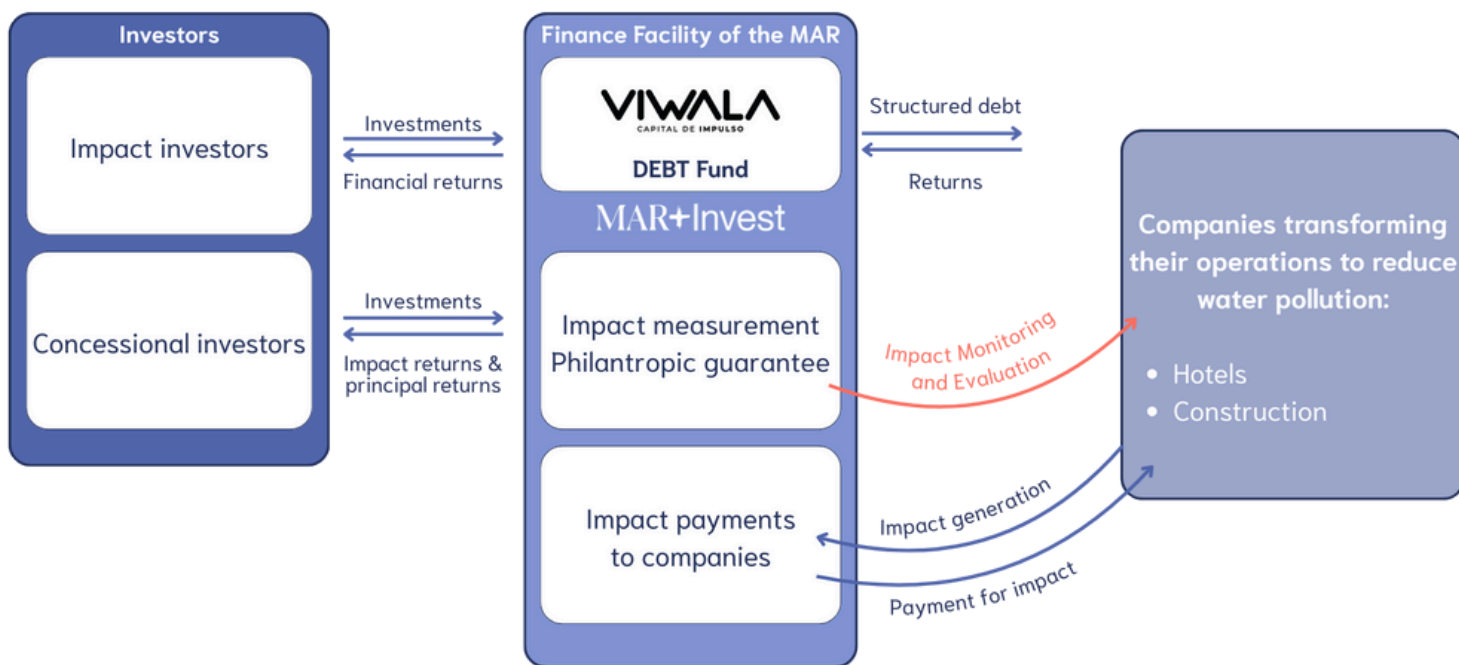 Investors
Impact investors
Concessional investors
Investments
Financial returns
Investments
Impact returns &
principal returns
Finance Facility of the MAR
VIWALA
CAPITAL DE IMPULSO
DEBT Fund
MAR+Invest
Impact measurement
Philantropic guarantee
Impact payments
to companies
Structured debt
Returns
Impact Monitoring
and Evaluation
Impact generation
Payment for impact
Companies transforming
their operations to reduce
water pollution:
• Hotels
• Construction